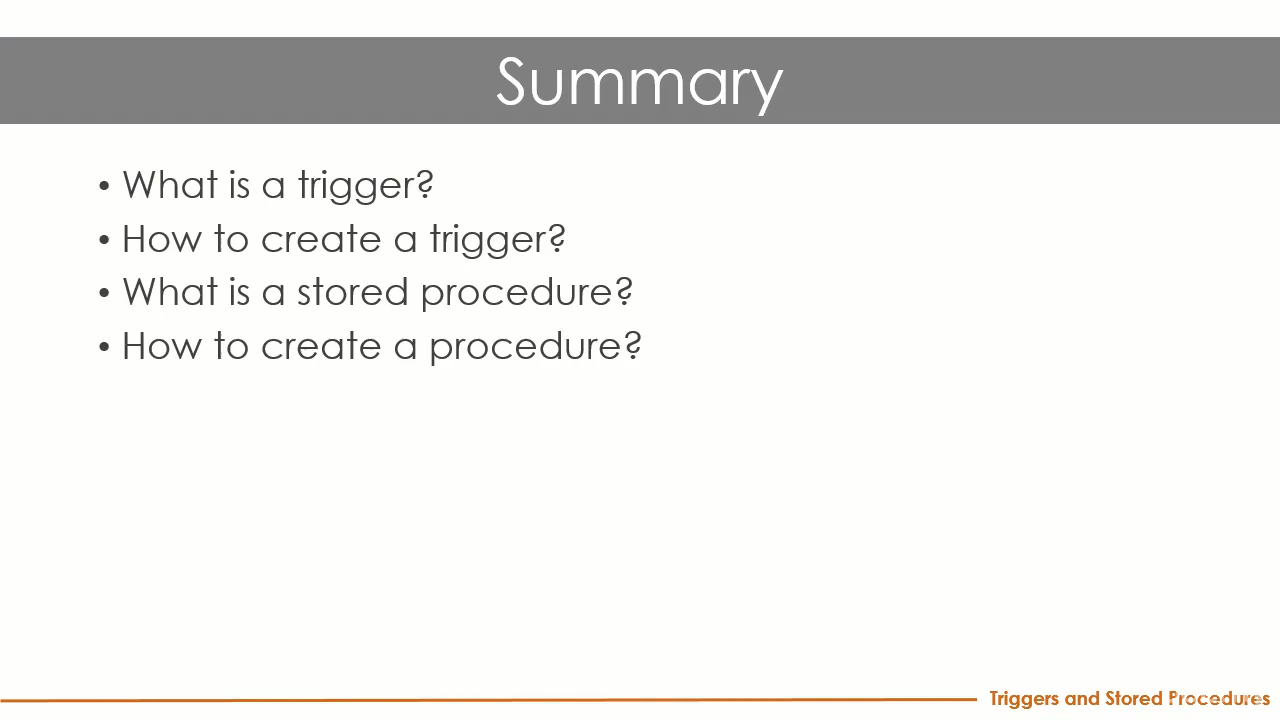 Summary
• What is a trigger?
• How to create a trigger?
• What is a stored procedure?
• How to create a procedure?
Triggers and Stored Procedures